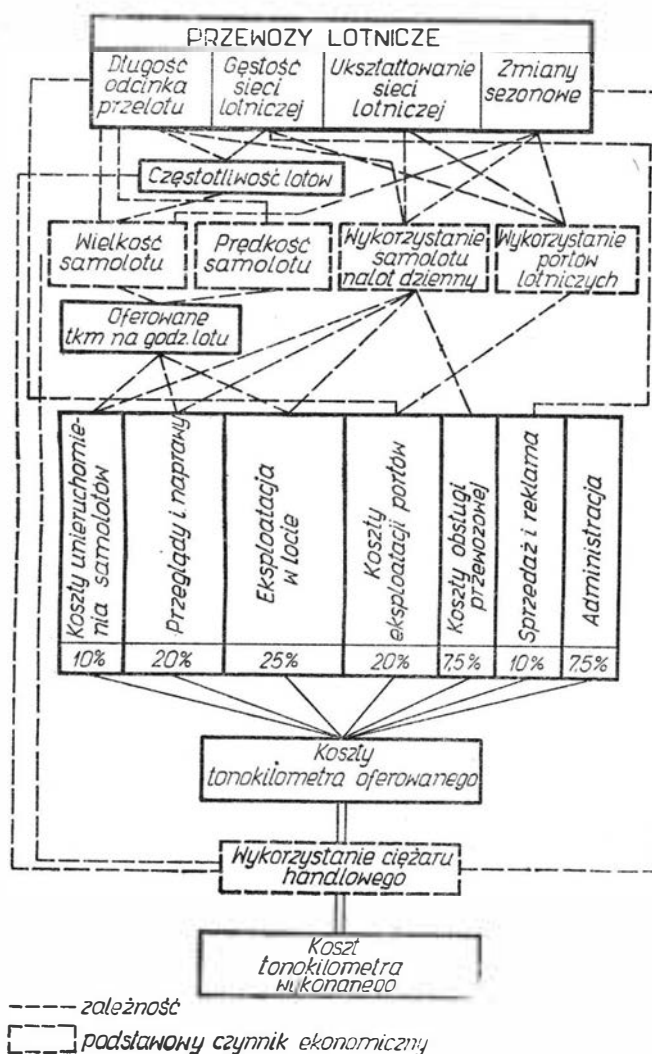 PRZEWOZY LOTNICZE
Długość
odcinka
przelotu
Gęstość
sieci
lotniczej
Ukształtowanie
sieci
lotniczej
Zmiany
sezonowe
Częstotliwość lotów
Wielkość
samolotu
Prędkość
samolotu
Wykorzystanie
samolotu
nalot dzienny
Wykorzystanie
portów
lotniczych
Oferowane
tkm na godz. lotu
Koszty unieruchomie-
nia samolotów
Przeglądy i naprawy
Eksploatacja
w locie
Koszty
eksploatacji portów
Koszty obsługi
przewozowej
Sprzedaż i reklama
Administracja
10%
20%
25%
20%
7,5%
10%
7,5%
Koszty
tonokilometra oferowanego
Wykorzystanie ciężaru
handlowego
Koszt
tonokilometra
wykonanego
zależność
podstawowy czynnik ekonomiczny